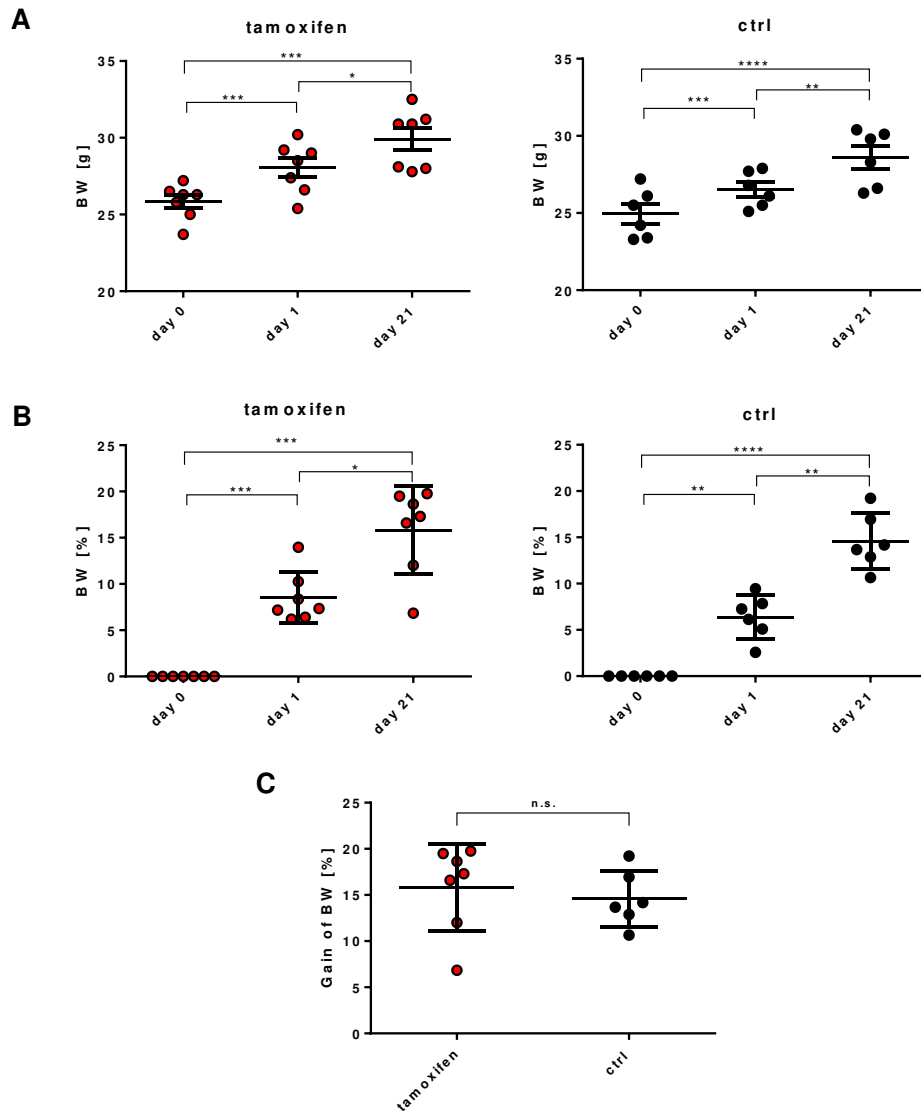 A
tamoxifen
BW [g]
35
30
25
20
***
***
*
day 0
day 1
day 21
ctrl
BW [g]
35
30
25
20
****
***
**
day 0
day 1
day 21
B
tamoxifen
BW [%]
25
20
15
10
5
0
***
***
*
day 0
day 1
day 21
ctrl
BW [%]
25
20
15
10
5
0
****
**
**
day 0
day 1
day 21
C
Gain of BW [%]
25
20
15
10
5
0
n.s.
tamoxifen
ctrl